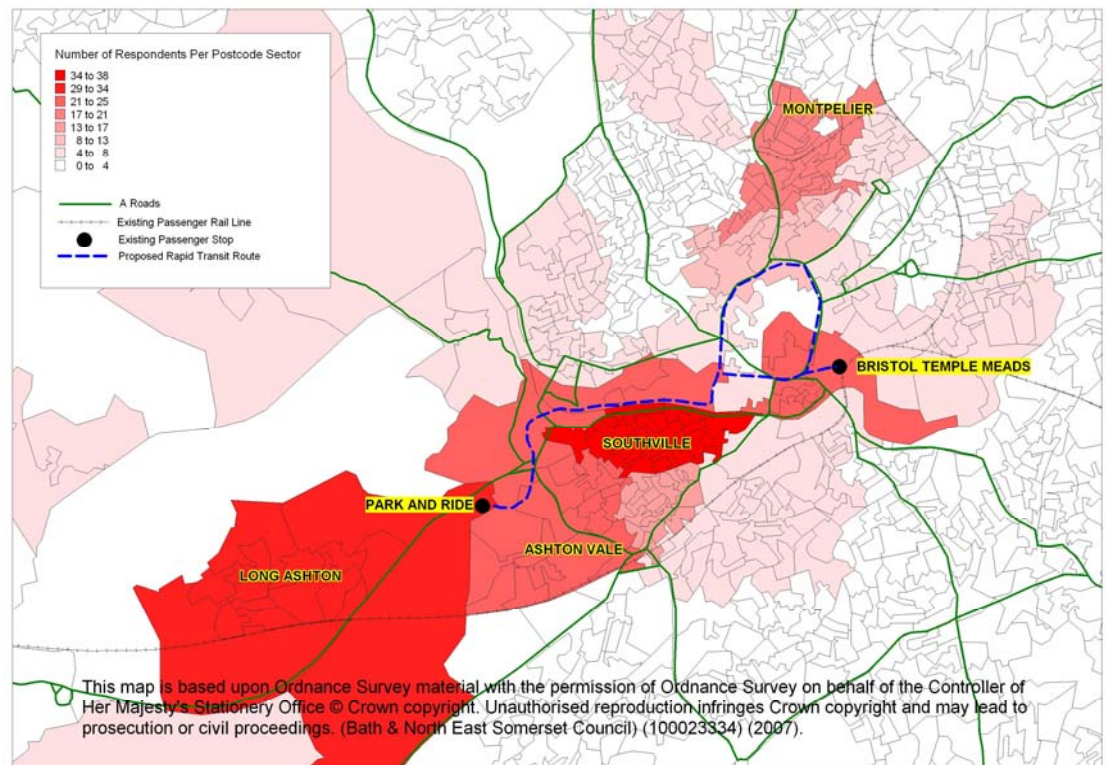 Number of Respondents Per Postcode Sector
34 to 38
29 to 34
21 to 25
17 to 21
13 to 17
8 to 13
4 to 8
0 to 4
A Roads
Existing Passenger Rail Line
Existing Passenger Stop
Proposed Rapid Transit Route
MONTPELIER
BRISTOL TEMPLE MEADS
SOUTHVILLE
PARK AND RIDE
ASHTON VALE
LONG ASHTON
This map is based upon Ordnance Survey material with the permission of Ordnance Survey on behalf of the Controller of
Her Majesty's Stationery Office © Crown copyright. Unauthorised reproduction infringes Crown copyright and may lead to
prosecution or civil proceedings. (Bath & North East Somerset Council) (100023334) (2007).